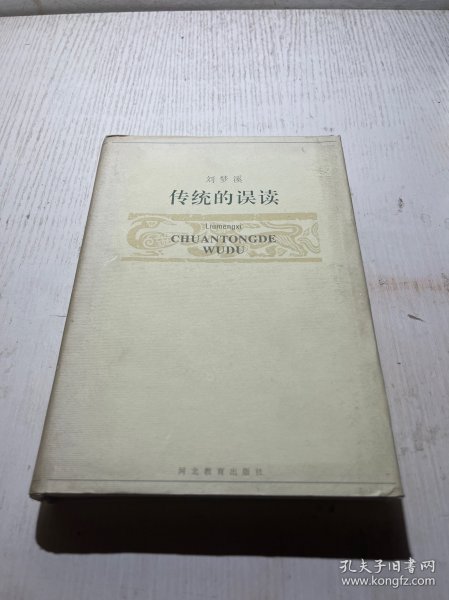 刘梦溪
传统的误读
Liumengxi
CHUANTONGDE
WUDU
河北教育出版社
孔夫子旧书网
www.kongfz.com